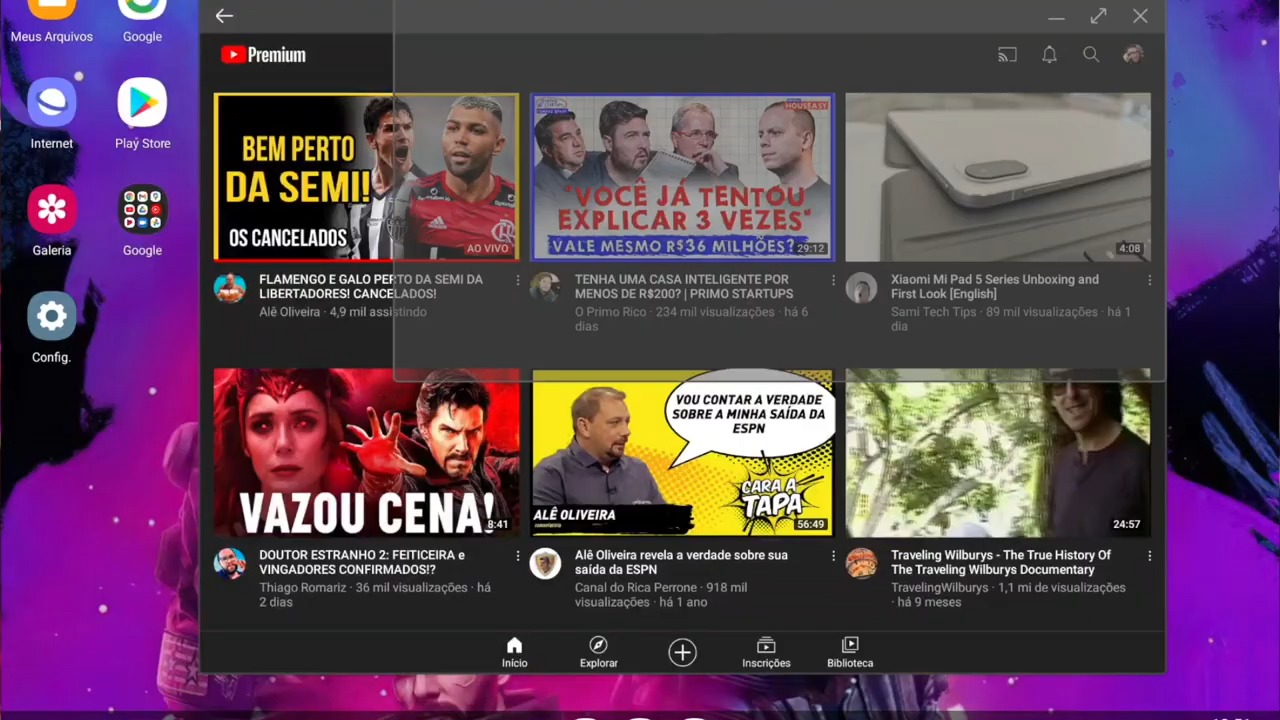 Meus Arquivos
Google
Internet
Play Store
Galeria
Google
Config.
Premium
BEM PERTO
DA SEMI!
OS CANCELADOS
AO VIVO
FLAMENGO E GALO PERTO DA SEMI DA
LIBERTADORES! CANCELADOS!
Alê Oliveira · 4,9 mil assistindo
HOUSEASY
"VOCÊ JÁ TENTOU
EXPLICAR 3 VEZES"
VALE MESMO R$36 MILHÕES?
29:12
TENHA UMA CASA INTELIGENTE POR
MENOS DE R$200? | PRIMO STARTUPS
O Primo Rico · 234 mil visualizações · há 6
dias
4:08
Xiaomi Mi Pad 5 Series Unboxing and
First Look [English]
Sami Tech Tips · 89 mil visualizações · há 1
dia
VAZOU CENA!
8:41
DOUTOR ESTRANHO 2: FEITICEIRA e
VINGADORES CONFIRMADOS!?
Thiago Romariz · 36 mil visualizações · há
2 dias
VOU CONTAR A VERDADE
SOBRE A MINHA SAÍDA DA
ESPN
CARA A
TAPA
ALÊ OLIVEIRA
56:49
Alê Oliveira revela a verdade sobre sua
saída da ESPN
Canal do Rica Perrone · 918 mil
visualizações · há 1 ano
24:57
Traveling Wilburys - The True History Of
The Traveling Wilburys Documentary
TravelingWilburys · 1,1 mi de visualizações
· há 9 meses
Início
Explorar
Inscrições
Biblioteca